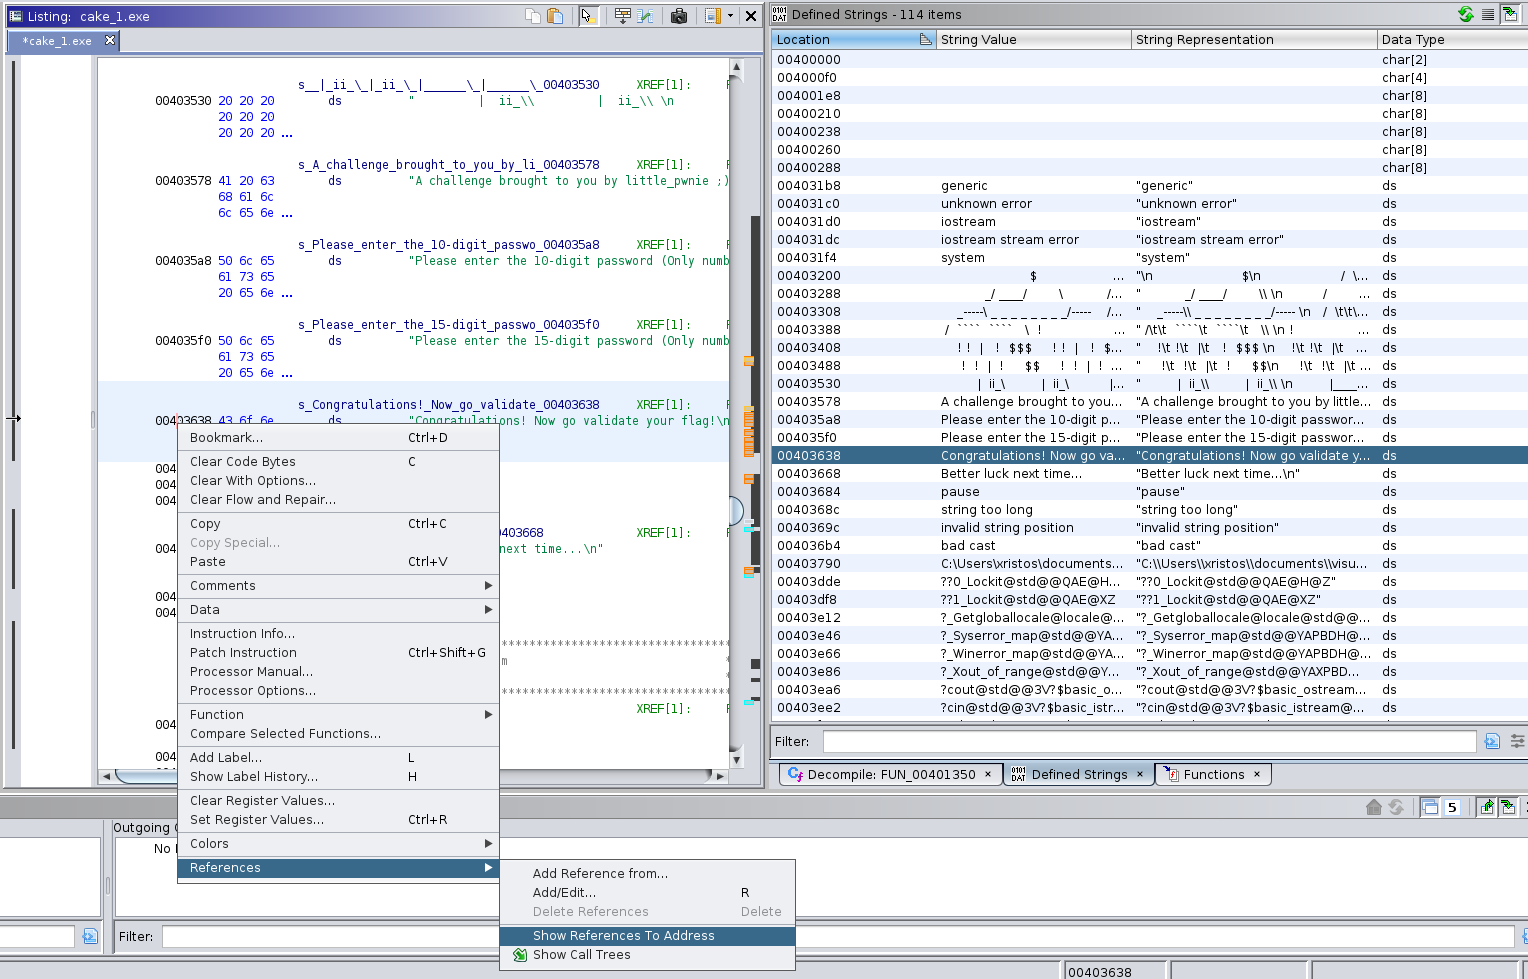 Listing: cake_1.exe
*cake_1.exe
s__|_ii_\_|_ii_\_|______\_|______\_00403530 XREF[1]:
00403530 20 20 20 ds " | ii_\\ | ii_\\ \n
20 20 20
20 20 20 ...
s_A_challenge_brought_to_you_by_li_00403578 XREF[1]:
00403578 41 20 63 ds "A challenge brought to you by little_pwnie ;)
68 61 6c
6c 65 6e ...
s_Please_enter_the_10-digit_passwo_004035a8 XREF[1]:
004035a8 50 6c 65 ds "Please enter the 10-digit password (Only numb
61 73 65
20 65 6e ...
s_Please_enter_the_15-digit_passwo_004035f0 XREF[1]:
004035f0 50 6c 65 ds "Please enter the 15-digit password (Only numb
61 73 65
20 65 6e ...
s_Congratulations!_Now_go_validate_00403638 XREF[1]:
00403638 43 6f 6e ds "Congratulations! Now go validate your flag!\n
004
004
004
00403668 XREF[1]:
004 next time...\n"
004
004
XREF[1]:
004
004
Bookmark... Ctrl+D
Clear Code Bytes C
Clear With Options...
Clear Flow and Repair...
Copy Ctrl+C
Copy Special...
Paste Ctrl+V
Comments
Data
Instruction Info...
Patch Instruction Ctrl+Shift+G
Processor Manual...
Processor Options...
Function
Compare Selected Functions...
Add Label... L
Show Label History... H
Clear Register Values...
Set Register Values... Ctrl+R
Colors
References
Add Reference from...
Add/Edit... R
Delete References Delete
Show References To Address
Show Call Trees
Defined Strings - 114 items
Location String Value String Representation Data Type
00400000 char[2]
004000f0 char[4]
004001e8 char[8]
00400210 char[8]
00400238 char[8]
00400260 char[8]
00400288 char[8]
004031b8 generic "generic" ds
004031c0 unknown error "unknown error" ds
004031d0 iostream "iostream" ds
004031dc iostream stream error "iostream stream error" ds
004031f4 system "system" ds
00403200 $ ... "\n $\n / \... ds
00403288 _/ ____/ \ /... " _/ ____/ \\ \n / ... ds
00403308 _-----\ _ _ _ _ _ _ _ _/----- /... " _-----\\ _ _ _ _ _ _ _ _/----- \n / \t\t\... ds
00403388 / ```` ```` \ ! ... " /\t\t ````\t ````\t \\ \n ! ... ds
00403408 ! ! | ! $$$ ! ! | ! $... " !\t !\t |\t ! $$$ \n !\t !\t |\t ... ds
00403488 ! ! | ! $$ ! ! | ! ... " !\t !\t |\t ! $$\n !\t !\t |\t... ds
00403530 | ii_\ | ii_\ |... " | ii_\\ | ii_\\ \n |____... ds
00403578 A challenge brought to you... "A challenge brought to you by little... ds
004035a8 Please enter the 10-digit p... "Please enter the 10-digit passwor... ds
004035f0 Please enter the 15-digit p... "Please enter the 15-digit passwor... ds
00403638 Congratulations! Now go va... "Congratulations! Now go validate y... ds
00403668 Better luck next time... "Better luck next time...\n" ds
00403684 pause "pause" ds
0040368c string too long "string too long" ds
0040369c invalid string position "invalid string position" ds
004036b4 bad cast "bad cast" ds
00403790 C:\Users\xristos\documents... "C:\\Users\\xristos\\documents\\visu... ds
00403dde ??0_Lockit@std@@QAE@H... "??0_Lockit@std@@QAE@H@Z" ds
00403df8 ??1_Lockit@std@@QAE@XZ "??1_Lockit@std@@QAE@XZ" ds
00403e12 ?_Getgloballocale@locale@... "?_Getgloballocale@locale@std@@... ds
00403e46 ?_Syserror_map@std@@YA... "?_Syserror_map@std@@YAPBDH@... ds
00403e66 ?_Winerror_map@std@@YA... "?_Winerror_map@std@@YAPBDH@... ds
00403e86 ?_Xout_of_range@std@@Y... "?_Xout_of_range@std@@YAXPBD... ds
00403ea6 ?cout@std@@3V?$basic_o... "?cout@std@@3V?$basic_ostream... ds
00403ee2 ?cin@std@@3V?$basic_istr... "?cin@std@@3V?$basic_istream@... ds
Filter:
Decompile: FUN_00401350 × Defined Strings × Functions ×
5
Outgoing
Filter:
00403638